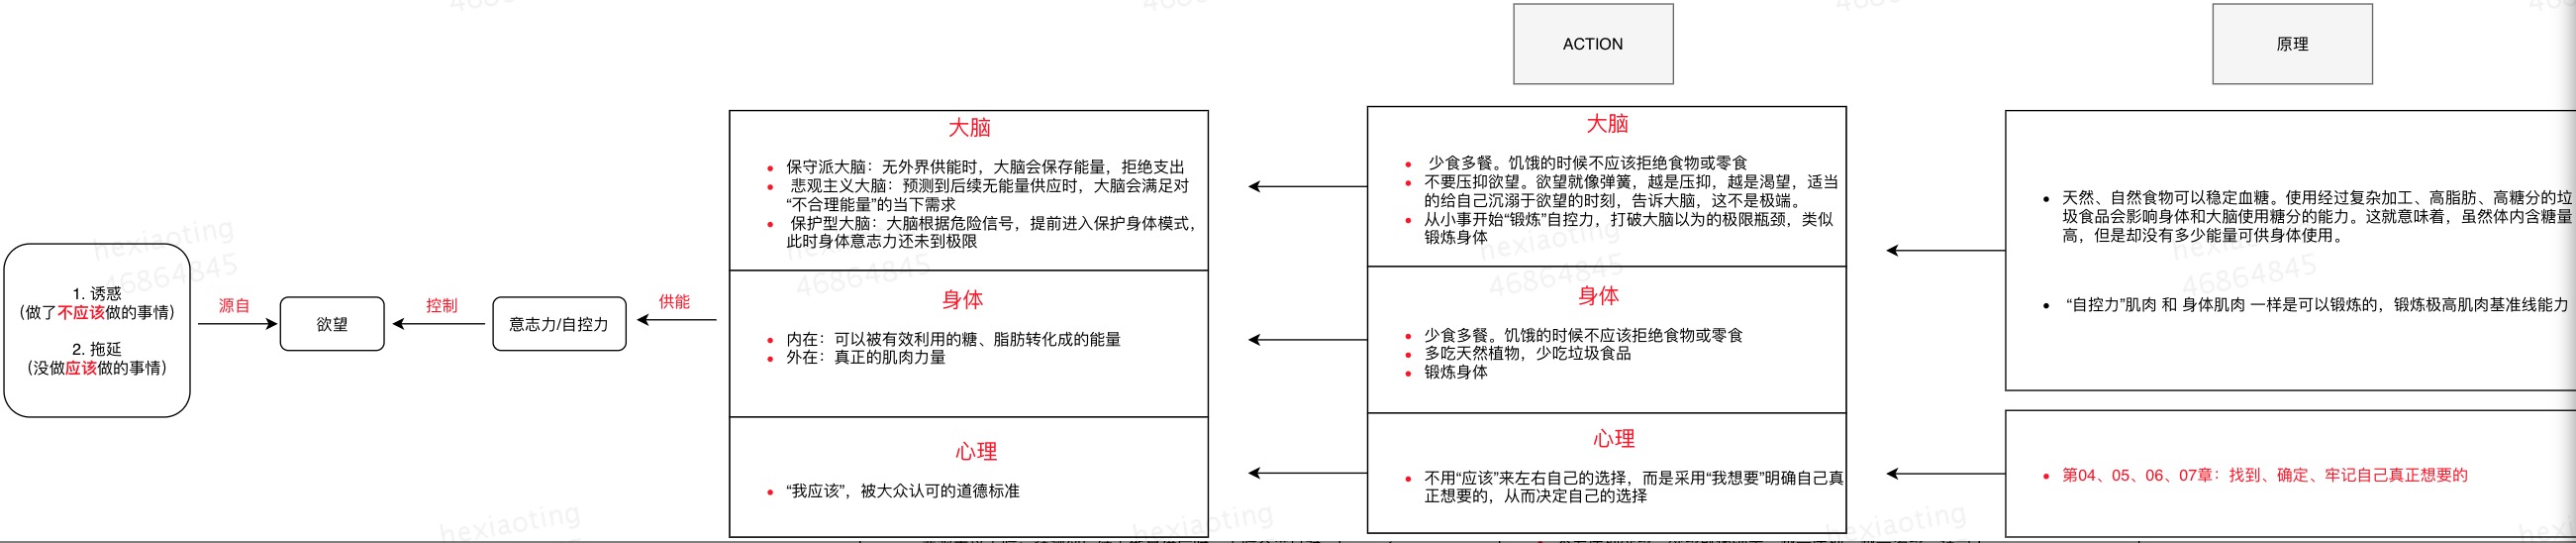 ACTION
原理
1. 诱惑
(做了不应该做的事情)
2. 拖延
(没做应该做的事情)
源自
欲望
控制
意志力/自控力
供能
大脑
保守派大脑：无外界供能时，大脑会保存能量，拒绝支出
悲观主义大脑：预测到后续无能量供应时，大脑会满足对
“不合理能量”的当下需求
保护型大脑：大脑根据危险信号，提前进入保护身体模式，
此时身体意志力还未到极限
身体
内在：可以被有效利用的糖、脂肪转化成的能量
外在：真正的肌肉力量
心理
“我应该”，被大众认可的道德标准
大脑
少食多餐。饥饿的时候不应该拒绝食物或零食
不要压抑欲望。欲望就像弹簧，越是压抑，越是渴望，适当
的给自己沉溺于欲望的时刻，告诉大脑，这不是极端。
从小事开始“锻炼”自控力，打破大脑以为的极限瓶颈，类似
锻炼身体
身体
少食多餐。饥饿的时候不应该拒绝食物或零食
多吃天然植物，少吃垃圾食品
锻炼身体
心理
不用“应该”来左右自己的选择，而是采用“我想要”明确自己真
正想要的，从而决定自己的选择
天然、自然食物可以稳定血糖。使用经过复杂加工、高脂肪、高糖分的垃
圾食品会影响身体和大脑使用糖分的能力。这就意味着，虽然体内含糖量
高，但是却没有多少能量可供身体使用。
“自控力”肌肉 和 身体肌肉 一样是可以锻炼的，锻炼极高肌肉基准线能力
第04、05、06、07章：找到、确定、牢记自己真正想要的
hexiaoting
46864845
hexiaoting
46864845
hexiaoting
46864845
hexiaoting
46864845
hexiaoting
hexiaoting
hexiaoting